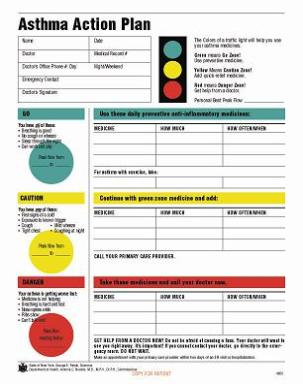 Asthma Action Plan
Name
Date
Doctor
Medical Record #
Doctor's Office Phone #: Day
Night/Weekend
Emergency Contact
Doctor's Signature
The Colors of a traffic light will help you use
your asthma medicines.
Green means Go Zone!
Use preventive medicine.
Yellow Means Caution Zone!
Add quick-relief medicine.
Red means Danger Zone!
Get help from a doctor.
Personal Best Peak Flow
GO
Use these daily preventive anti-inflammatory medicines:
You have all of these:
• Breathing is good
• No cough or wheeze
• Sleep through the night
• Can work and play
Peak flow from
to
MEDICINE
HOW MUCH
HOW OFTEN/WHEN
For asthma with exercise, take:
CAUTION
Continue with green zone medicine and add:
You have any of these:
• First signs of a cold
• Exposure to known trigger
• Cough
• Mild wheeze
• Tight chest
• Coughing at night
Peak flow from
to
MEDICINE
HOW MUCH
HOW OFTEN/WHEN
CALL YOUR PRIMARY CARE PROVIDER.
DANGER
Take these medicines and call your doctor now.
Your asthma is getting worse fast:
• Medicine is not helping
• Breathing is hard and fast
• Nose opens wide
• Ribs show
• Can't talk well
Peak flow
reading below
MEDICINE
HOW MUCH
HOW OFTEN/WHEN
GET HELP FROM A DOCTOR NOW! Do not be afraid of causing a fuss. Your doctor will want to
see you right away. It's important! If you cannot contact your doctor, go directly to the emer-
gency room. DO NOT WAIT.
Make an appointment with your primary care provider within two days of an ER visit or hospitalization.
State of New York
COPY FOR PATIENT